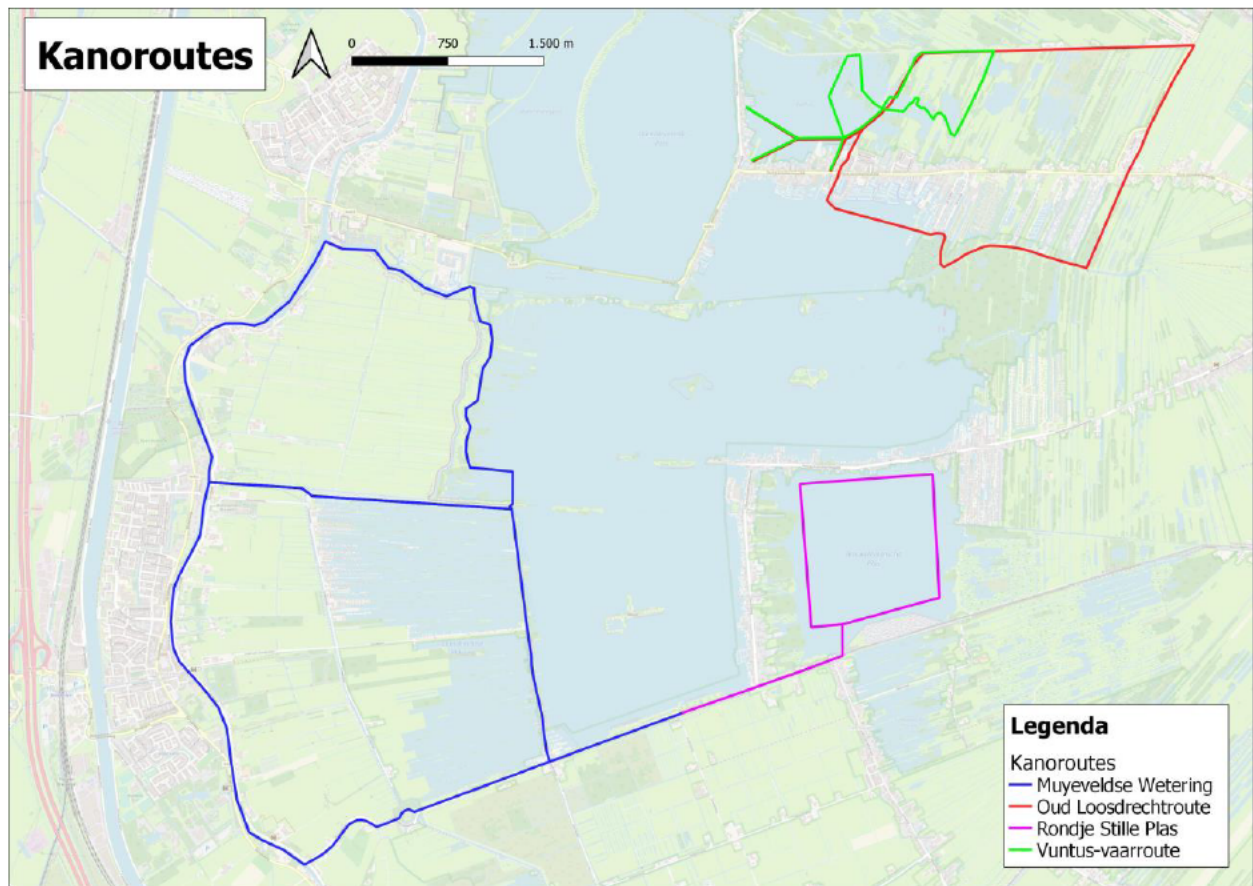 Kanoroutes
0 750 1.500 m
Legenda
Kanoroutes
Muyeveldse Wetering
Oud Loosdrechtroute
Rondje Stille Plas
Vuntus-vaarroute